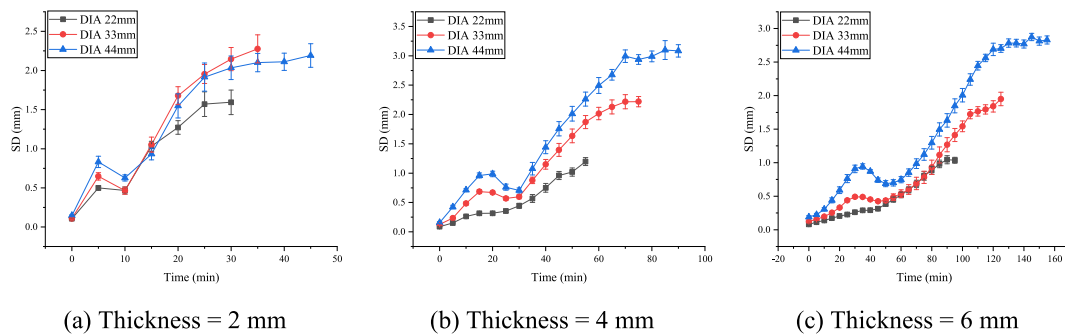 DIA 22mm
DIA 33mm
DIA 44mm
2.5
2.0
1.5
1.0
0.5
0.0
SD (mm)
0 10 20 30 40 50
Time (min)
(a) Thickness = 2 mm
DIA 22mm
DIA 33mm
DIA 44mm
3.5
3.0
2.5
2.0
1.5
1.0
0.5
0.0
SD (mm)
0 20 40 60 80 100
Time (min)
(b) Thickness = 4 mm
DIA 22mm
DIA 33mm
DIA 44mm
3.0
2.5
2.0
1.5
1.0
0.5
0.0
SD (mm)
-20 0 20 40 60 80 100 120 140 160
Time (min)
(c) Thickness = 6 mm